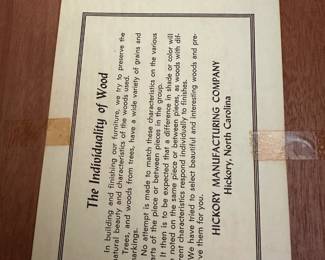 The Individuality of Wood
In building and finishing our furniture, we try to preserve the
natural beauty and characteristics of the woods used.
Trees, and woods from trees, have a wide variety of grains and
markings.
No attempt is made to match these characteristics on the various
parts of the piece or between pieces in the group.
It then is to be expected that a difference in shade or color will
be noted on the same piece or between pieces, as woods with dif-
ferent characteristics respond individually to finishes.
We have tried to select beautiful and interesting woods and pre-
serve them for you.
HICKORY MANUFACTURING COMPANY
Hickory, North Carolina